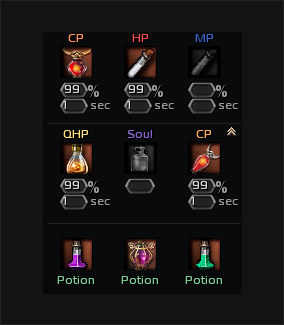 CP HP MP
99 % 99 %
1 sec 1 sec
QHP Soul CP
99 % 99 %
1 sec 1 sec
Potion Potion Potion